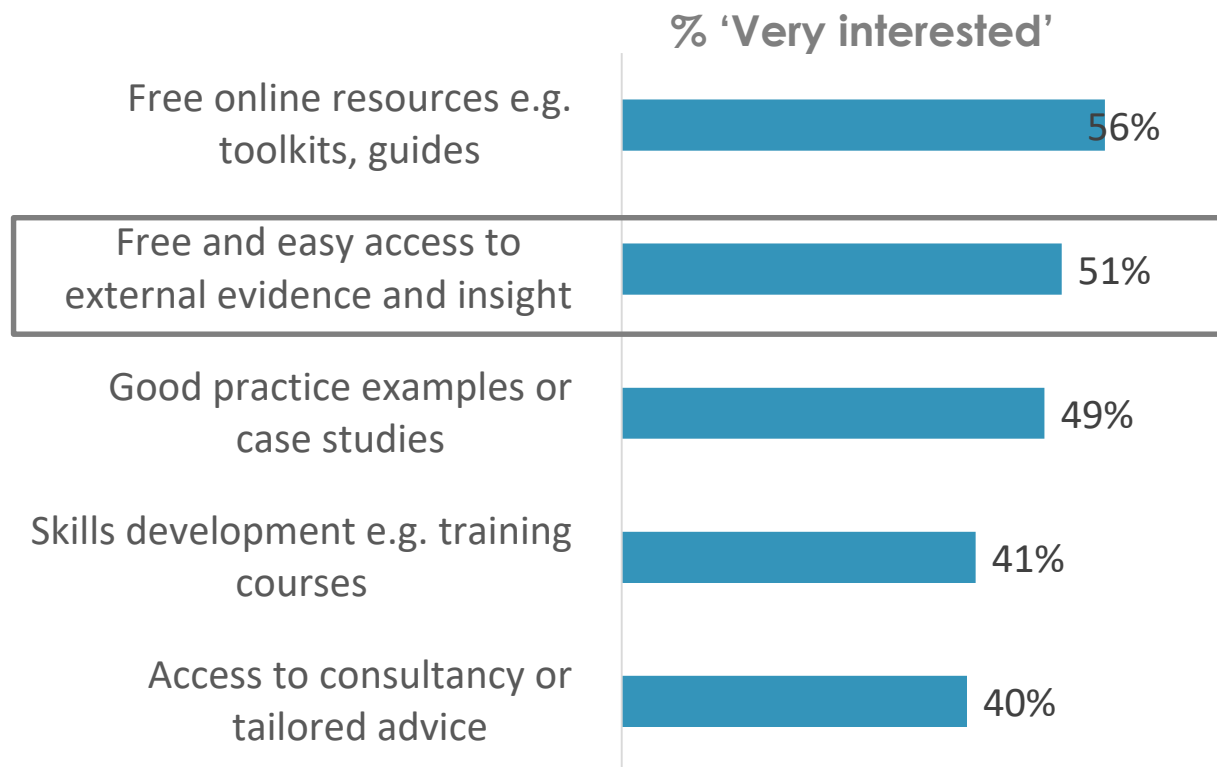 % ‘Very interested’
Free online resources e.g.
toolkits, guides
56%
Free and easy access to
external evidence and insight
51%
Good practice examples or
case studies
49%
Skills development e.g. training
courses
41%
Access to consultancy or
tailored advice
40%